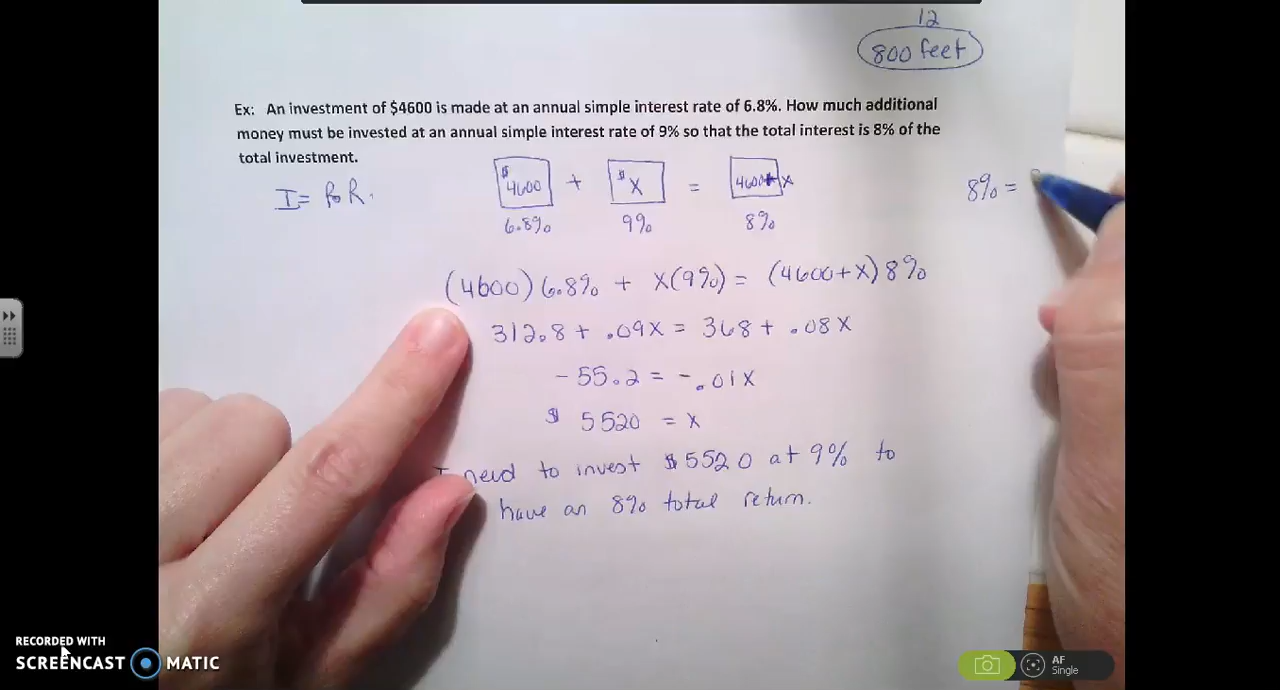 12
800 feet
Ex: An investment of $4600 is made at an annual simple interest rate of 6.8%. How much additional
money must be invested at an annual simple interest rate of 9% so that the total interest is 8% of the
total investment.
I = PoR.
$4600 + $X = 4600+X
6.8% 9% 8%
8% =
(4600) 6.8% + X(9%) = (4600+X) 8%
312.8 + .09X = 368 + .08X
-55.2 = -.01X
$ 5520 = X
I need to invest $5520 at 9% to
have an 8% total return.
RECORDED WITH
SCREENCAST MATIC
AF
Single